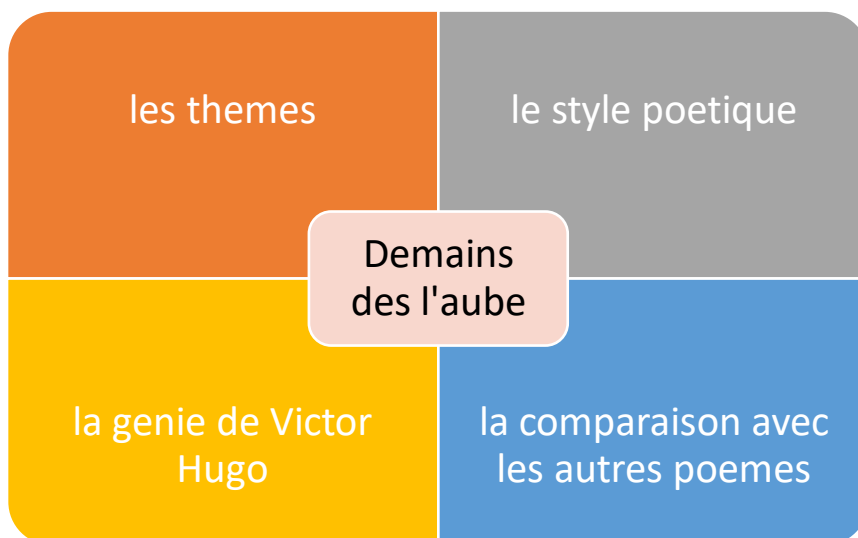 les themes
le style poetique
Demains
des l'aube
la genie de Victor
Hugo
la comparaison avec
les autres poemes